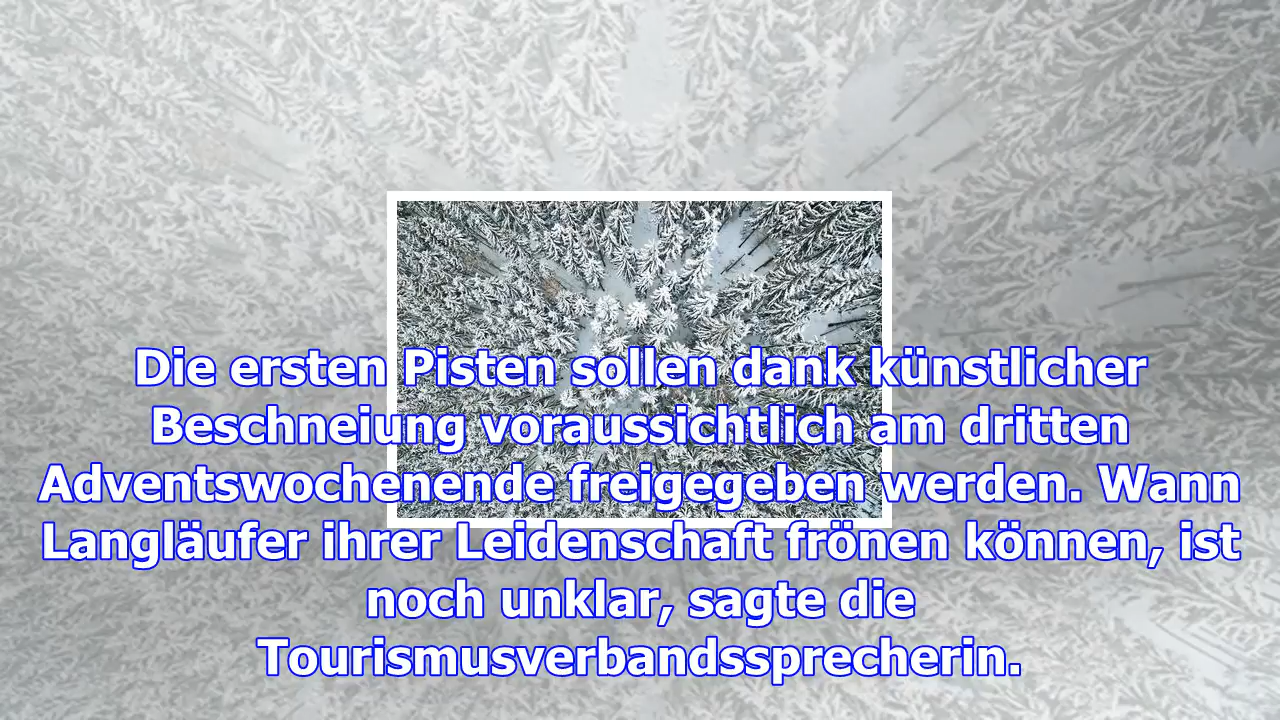 Die ersten Pisten sollen dank künstlicher
Beschneiung voraussichtlich am dritten
Adventswochenende freigegeben werden. Wann
Langläufer ihrer Leidenschaft frönen können, ist
noch unklar, sagte die
Tourismusverbandssprecherin.